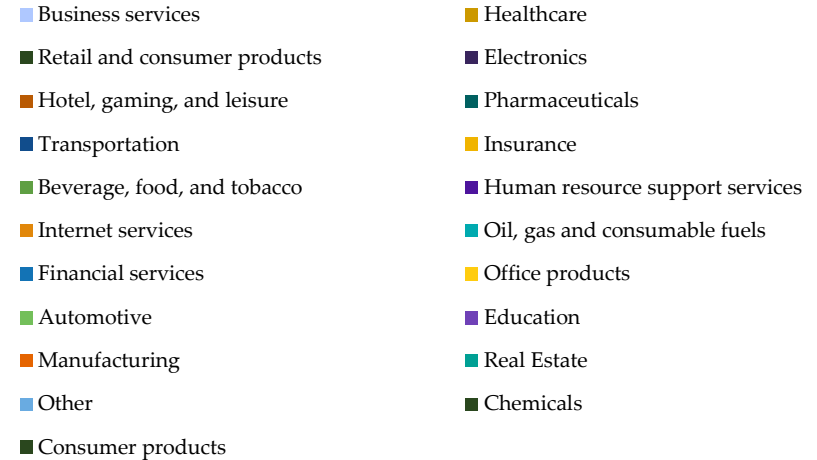 Business services
Retail and consumer products
Hotel, gaming, and leisure
Transportation
Beverage, food, and tobacco
Internet services
Financial services
Automotive
Manufacturing
Other
Consumer products
Healthcare
Electronics
Pharmaceuticals
Insurance
Human resource support services
Oil, gas and consumable fuels
Office products
Education
Real Estate
Chemicals